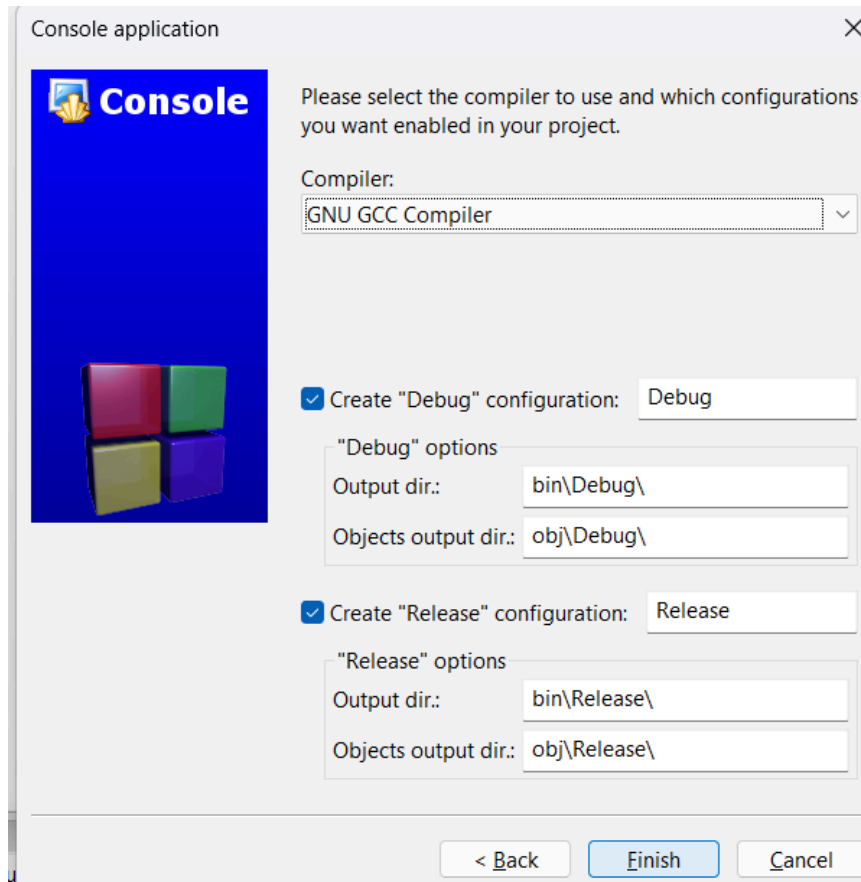 Console application
Console
Please select the compiler to use and which configurations
you want enabled in your project.
Compiler:
GNU GCC Compiler
Create "Debug" configuration: Debug
"Debug" options
Output dir.: bin\Debug\
Objects output dir.: obj\Debug\
Create "Release" configuration: Release
"Release" options
Output dir.: bin\Release\
Objects output dir.: obj\Release\
< Back Finish Cancel